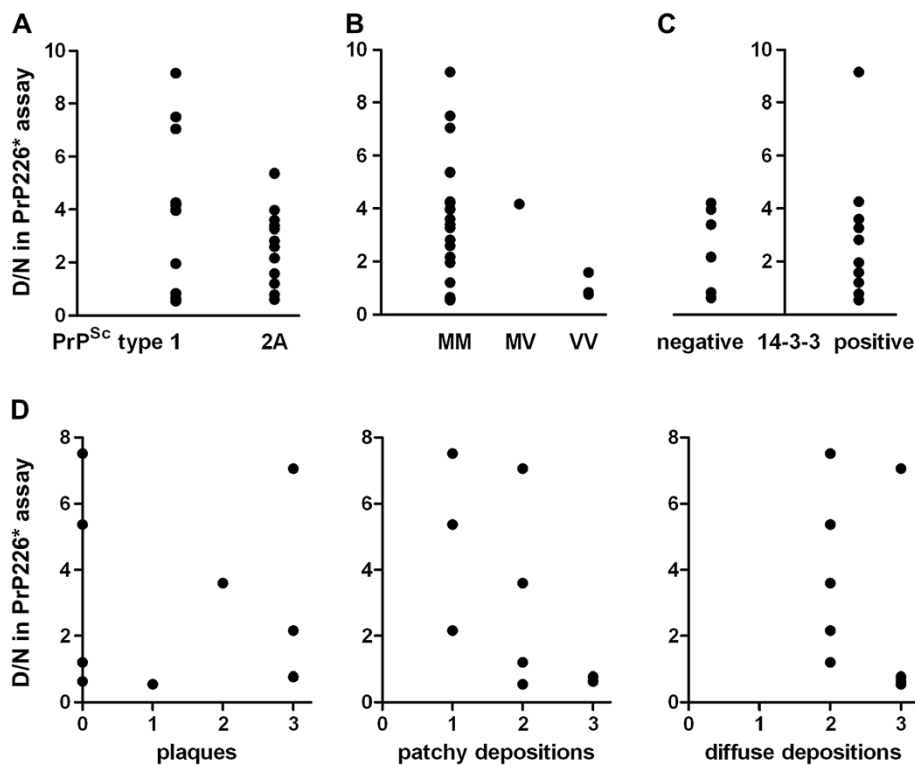 A
B
C
D/N in PrP226* assay
10
8
6
4
2
0
PrPSc type 1 2A
10
8
6
4
2
0
MM MV VV
10
8
6
4
2
negative 14-3-3 positive
D
D/N in PrP226* assay
8
6
4
2
0
0 1 2 3
plaques
8
6
4
2
0
0 1 2 3
patchy depositions
8
6
4
2
0
0 1 2 3
diffuse depositions